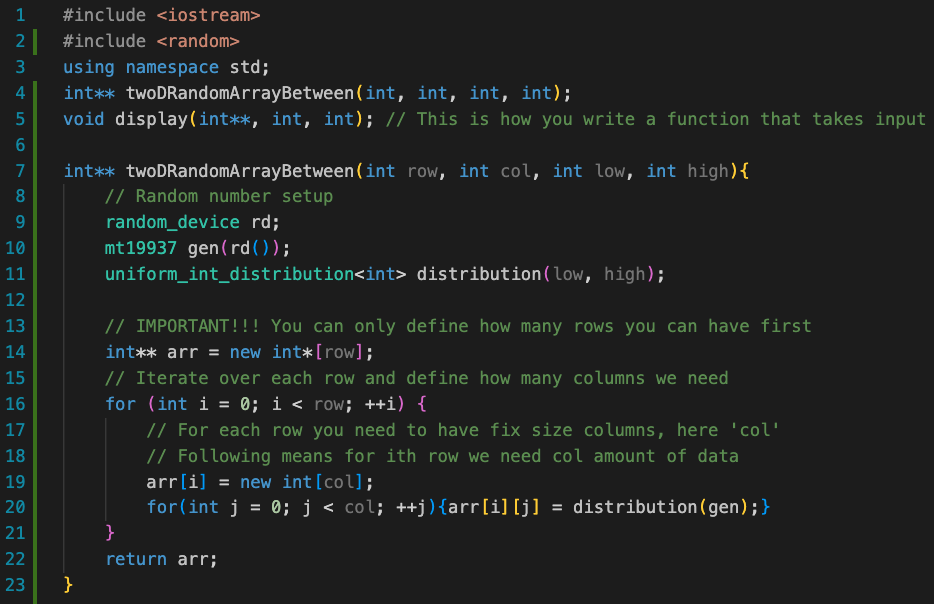 1 #include <iostream>
2 #include <random>
3 using namespace std;
4 int** twoDRandomArrayBetween(int, int, int, int);
5 void display(int**, int, int); // This is how you write a function that takes input
6
7 int** twoDRandomArrayBetween(int row, int col, int low, int high){
8     // Random number setup
9     random_device rd;
10     mt19937 gen(rd());
11     uniform_int_distribution<int> distribution(low, high);
12
13     // IMPORTANT!!! You can only define how many rows you can have first
14     int** arr = new int*[row];
15     // Iterate over each row and define how many columns we need
16     for (int i = 0; i < row; ++i) {
17         // For each row you need to have fix size columns, here 'col'
18         // Following means for ith row we need col amount of data
19         arr[i] = new int[col];
20         for(int j = 0; j < col; ++j){arr[i][j] = distribution(gen);}
21     }
22     return arr;
23 }